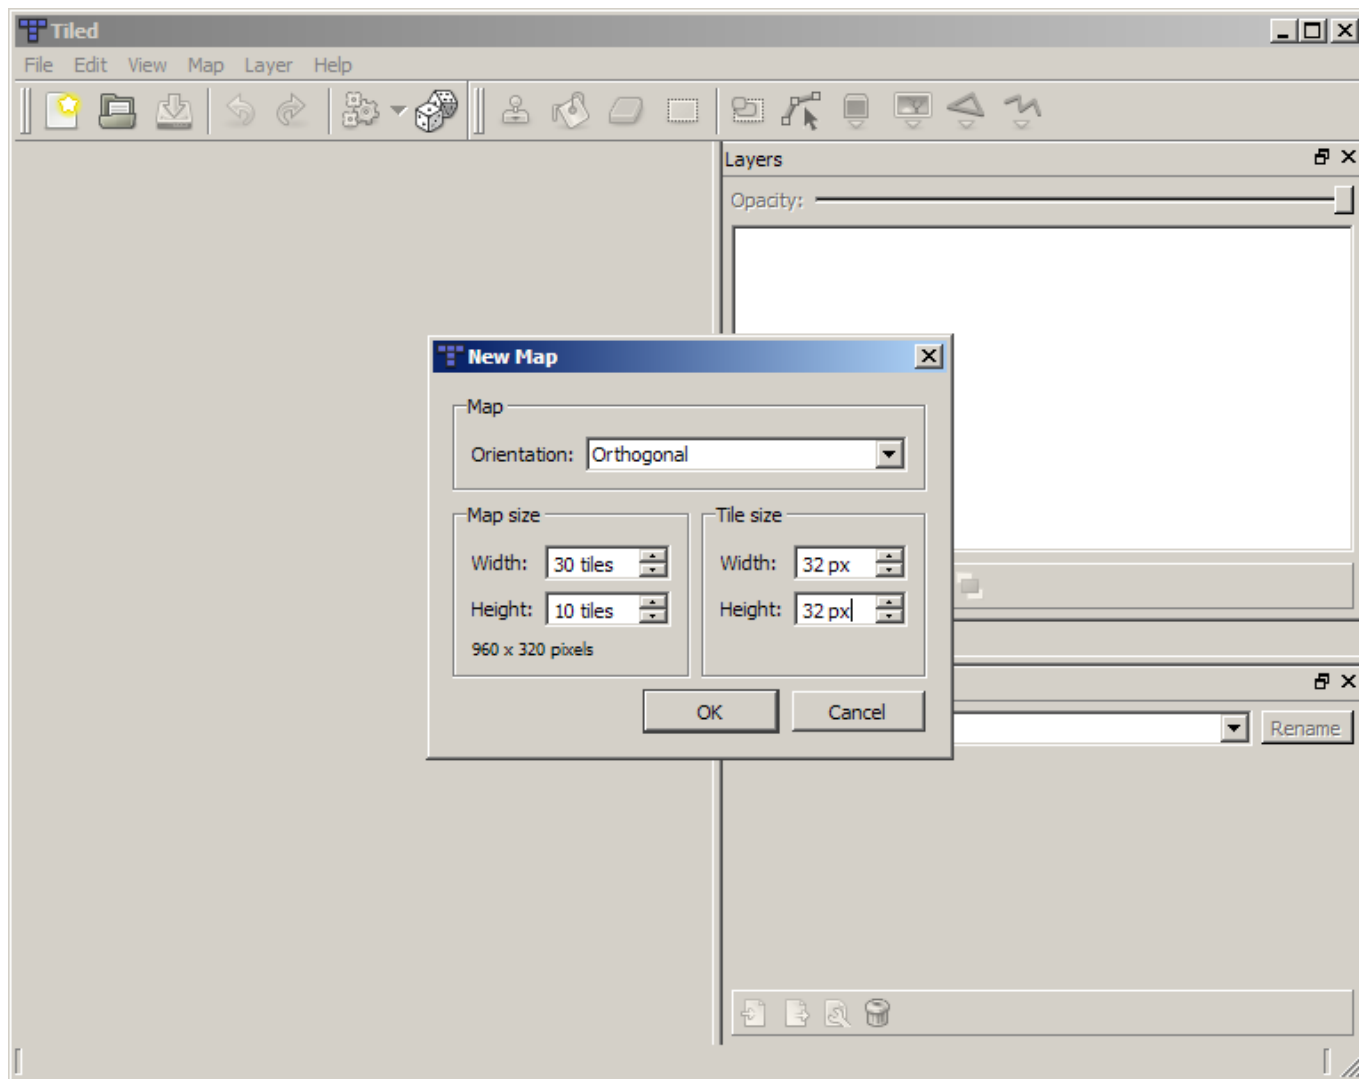 Tiled
File Edit View Map Layer Help
Layers
Opacity:
New Map
Map
Orientation: Orthogonal
Map size
Tile size
Width: 30 tiles
Width: 32 px
Height: 10 tiles
Height: 32 px
960 x 320 pixels
OK
Cancel
Rename